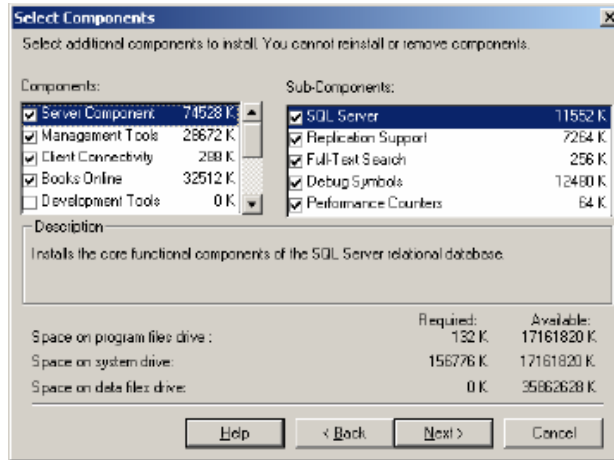 Select Components
Select additional components to install. You cannot reinstall or remove components.
Components:
Server Component 74528 K
Management Tools 28672 K
Client Connectivity 288 K
Books Online 32512 K
Development Tools 0 K
Sub-Components:
SQL Server 11552 K
Replication Support 7264 K
Full-Text Search 256 K
Debug Symbols 12480 K
Performance Counters 64 K
Description
Installs the core functional components of the SQL Server relational database.
Required: Available:
Space on program files drive : 132 K 17161820 K
Space on system drive: 156776 K 17161820 K
Space on data files drive: 0 K 35862628 K
Help < Back Next > Cancel